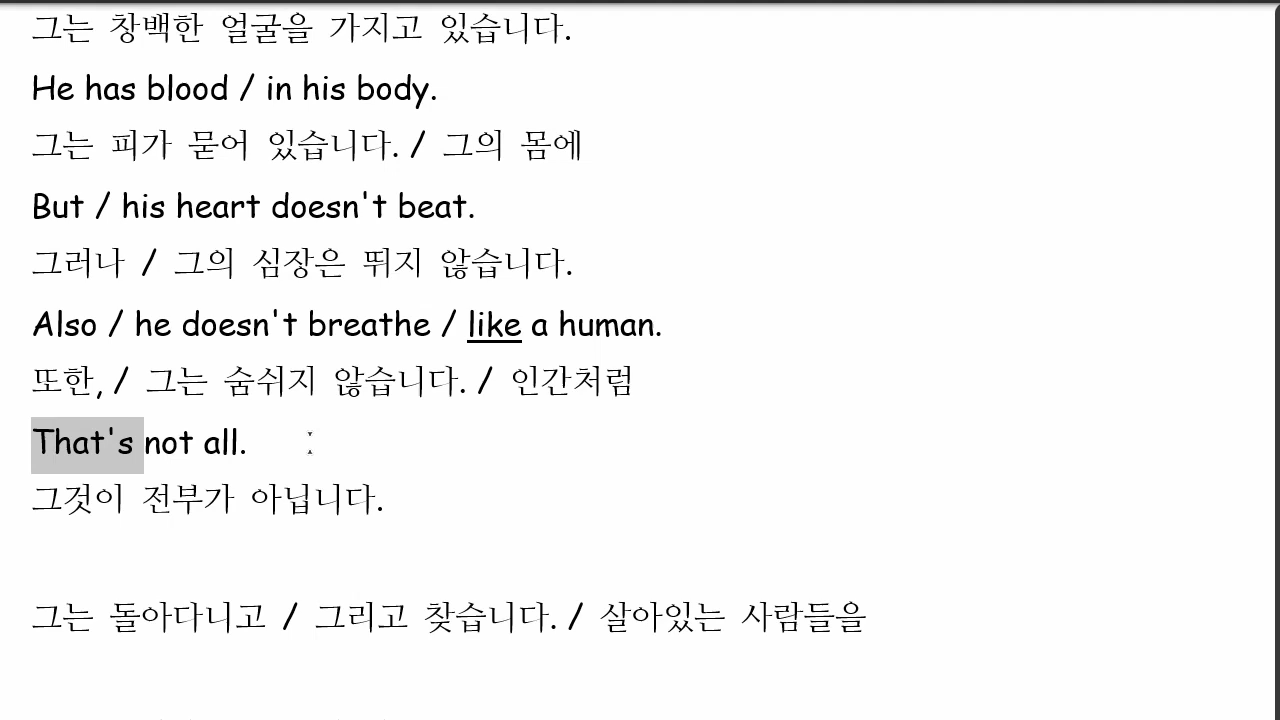 그는 창백한 얼굴을 가지고 있습니다.
He has blood / in his body.
그는 피가 묻어 있습니다. / 그의 몸에
But / his heart doesn't beat.
그러나 / 그의 심장은 뛰지 않습니다.
Also / he doesn't breathe / like a human.
또한, / 그는 숨쉬지 않습니다. / 인간처럼
That's not all.
그것이 전부가 아닙니다.
그는 돌아다니고 / 그리고 찾습니다. / 살아있는 사람들을